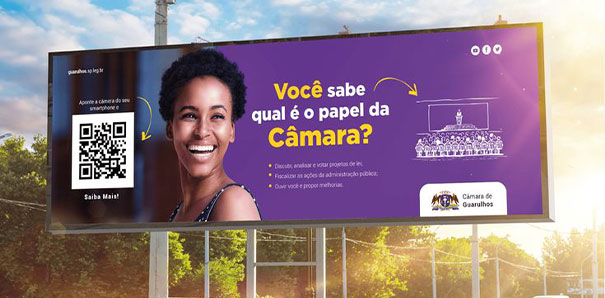 guarulhos.sp.leg.br
Aponte a câmera do seu
smartphone e
Saiba Mais!
Você sabe
qual é o papel da
Câmara?
• Discutir, analisar e votar projetos de lei;
• Fiscalizar as ações da administração pública;
• Ouvir você e propor melhorias.
Câmara de
Guarulhos